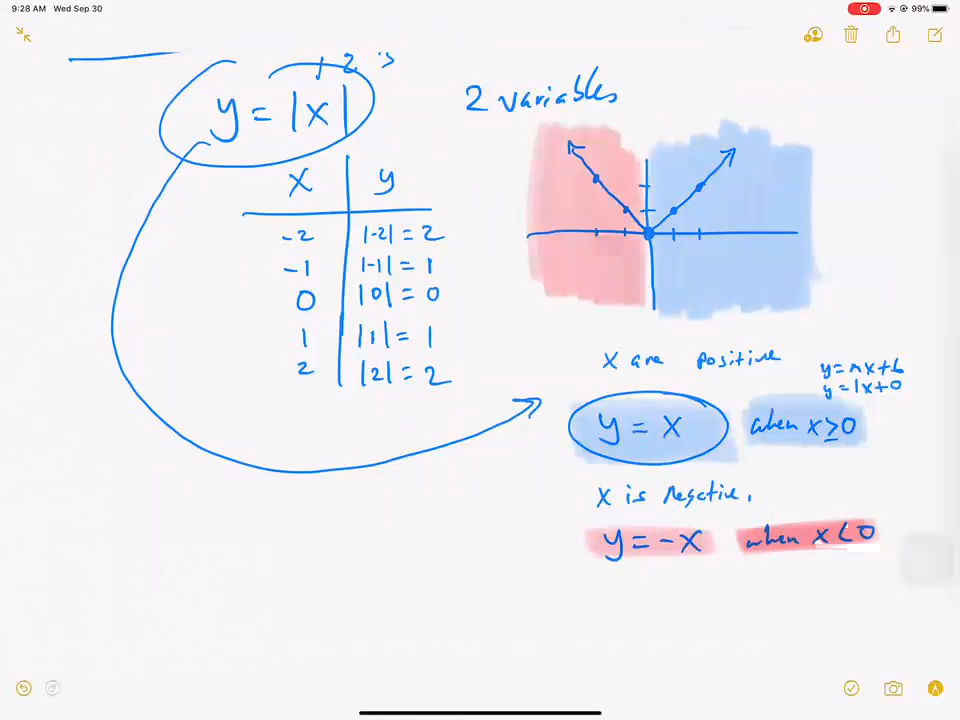 9:28 AM Wed Sep 30
99%
2
y = |x|
2 variables
x y
-2 |-2| = 2
-1 |-1| = 1
0 |0| = 0
1 |1| = 1
2 |2| = 2
x are positive
y = mx+b
y = 1x+0
y = x when x ≥ 0
x is negative.
y = -x when x < 0